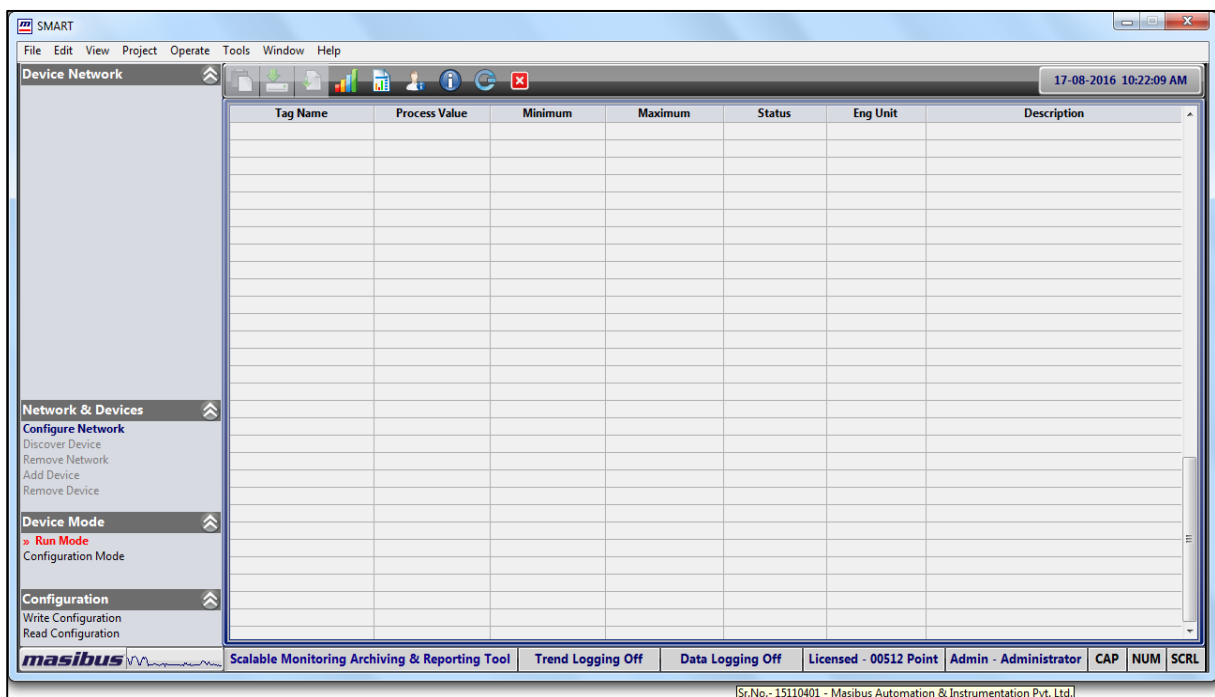 SMART
File Edit View Project Operate Tools Window Help
Device Network
17-08-2016 10:22:09 AM
Tag Name Process Value Minimum Maximum Status Eng Unit Description
Network & Devices
Configure Network
Discover Device
Remove Network
Add Device
Remove Device
Device Mode
» Run Mode
Configuration Mode
Configuration
Write Configuration
Read Configuration
masibus
Scalable Monitoring Archiving & Reporting Tool Trend Logging Off Data Logging Off Licensed - 00512 Point Admin - Administrator CAP NUM SCRL
Sr.No.- 15110401 - Masibus Automation & Instrumentation Pvt. Ltd.